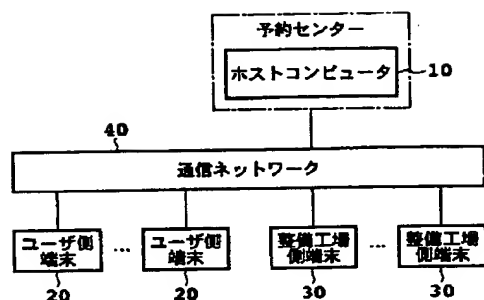 予約センター
ホストコンピュータ
10
40
通信ネットワーク
ユーザ側
端末
...
ユーザ側
端末
整備工場
側端末
...
整備工場
側端末
20
20
30
30